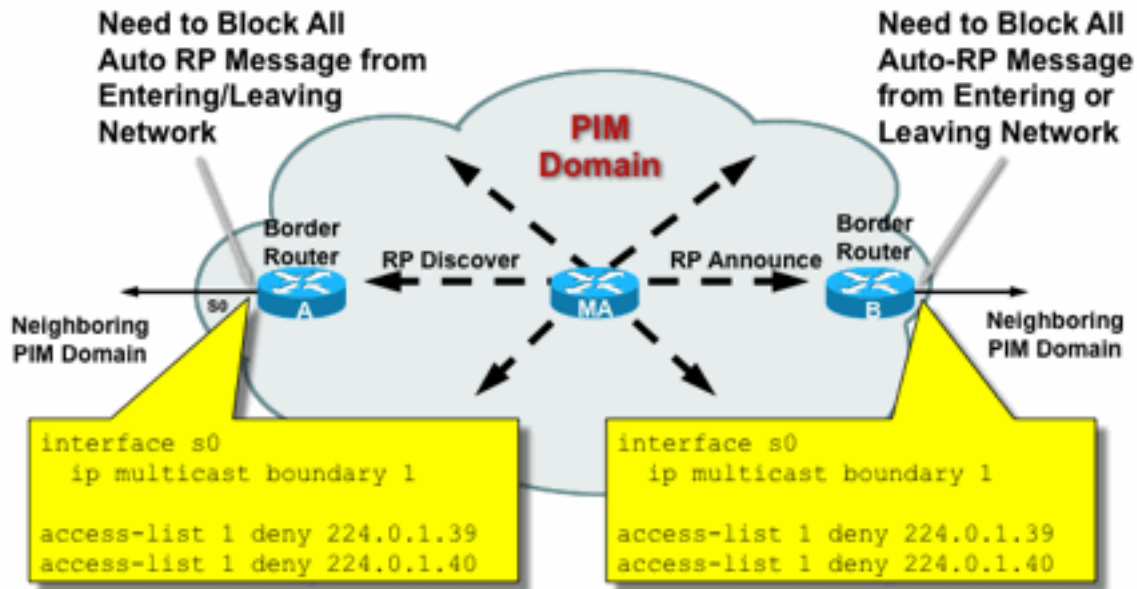 Need to Block All
Auto RP Message from
Entering/Leaving
Network
Need to Block All
Auto-RP Message
from Entering or
Leaving Network
PIM
Domain
Border
Router
RP Discover
RP Announce
Border
Router
S0
A
MA
B
Neighboring
PIM Domain
Neighboring
PIM Domain
interface s0
ip multicast boundary 1
access-list 1 deny 224.0.1.39
access-list 1 deny 224.0.1.40
interface s0
ip multicast boundary 1
access-list 1 deny 224.0.1.39
access-list 1 deny 224.0.1.40